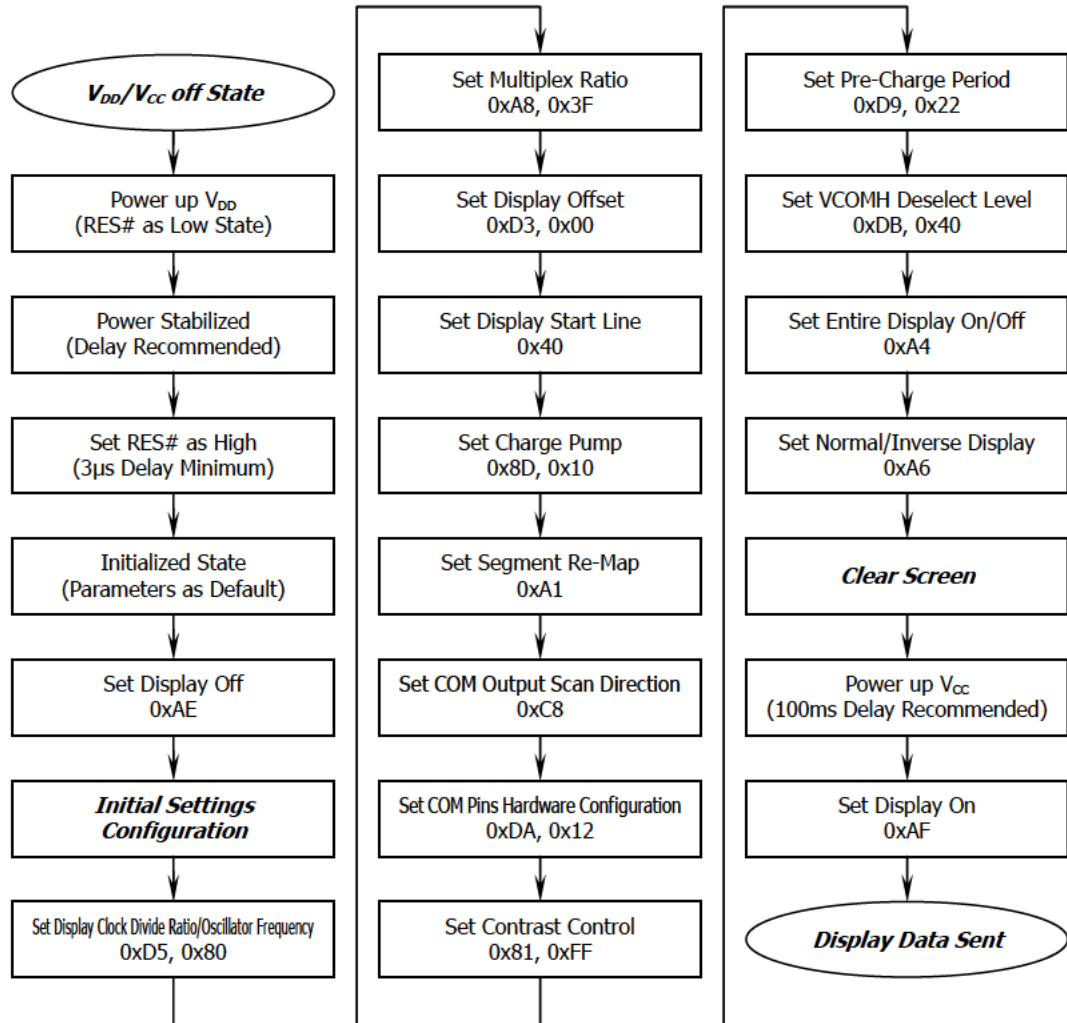 V_DD/V_CC off State
Power up V_DD
(RES# as Low State)
Power Stabilized
(Delay Recommended)
Set RES# as High
(3µs Delay Minimum)
Initialized State
(Parameters as Default)
Set Display Off
0xAE
Initial Settings
Configuration
Set Display Clock Divide Ratio/Oscillator Frequency
0xD5, 0x80
Set Multiplex Ratio
0xA8, 0x3F
Set Display Offset
0xD3, 0x00
Set Display Start Line
0x40
Set Charge Pump
0x8D, 0x10
Set Segment Re-Map
0xA1
Set COM Output Scan Direction
0xC8
Set COM Pins Hardware Configuration
0xDA, 0x12
Set Contrast Control
0x81, 0xFF
Set Pre-Charge Period
0xD9, 0x22
Set VCOMH Deselect Level
0xDB, 0x40
Set Entire Display On/Off
0xA4
Set Normal/Inverse Display
0xA6
Clear Screen
Power up V_CC
(100ms Delay Recommended)
Set Display On
0xAF
Display Data Sent